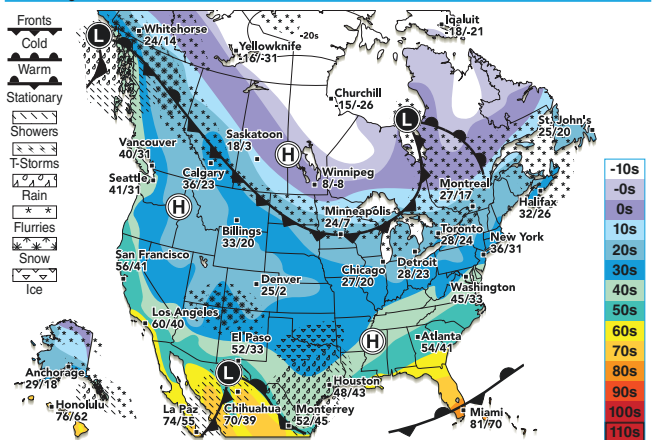 Fronts
Cold
Warm
Stationary
Showers
T-Storms
Rain
Flurries
Snow
Ice
L
Whitehorse
24/14
-20s
Yellowknife
-16/-31
Iqaluit
-18/-21
Churchill
-15/-26
L
St. John's
25/20
Vancouver
40/31
Saskatoon
18/3
H
Seattle
41/31
Calgary
36/23
Winnipeg
8/-8
Montreal
27/17
Halifax
32/26
H
Billings
33/20
Minneapolis
24/7
Toronto
28/24
New York
36/31
San Francisco
56/41
Denver
25/2
Chicago
27/20
Detroit
28/23
Washington
45/33
Los Angeles
60/40
El Paso
52/33
H
Atlanta
54/41
Anchorage
29/18
L
Houston
48/43
Honolulu
76/62
La Paz
74/55
Chihuahua
70/39
Monterrey
52/45
Miami
81/70
-10s
-0s
0s
10s
20s
30s
40s
50s
60s
70s
80s
90s
100s
110s